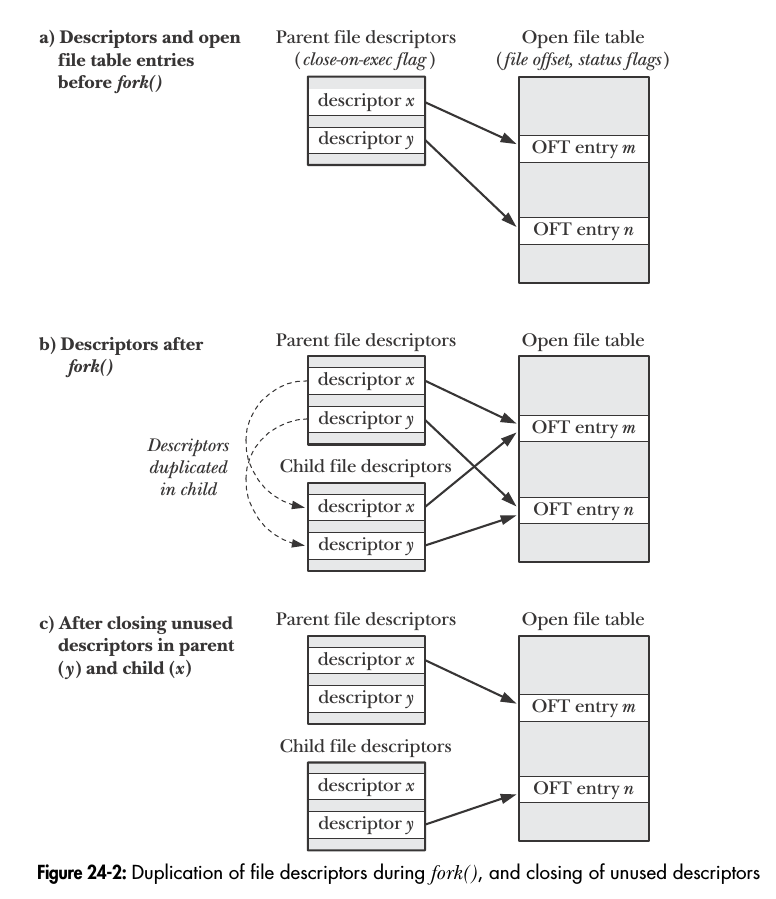 a) Descriptors and open
file table entries
before fork()
Parent file descriptors
(close-on-exec flag)
Open file table
(file offset, status flags)
descriptor x
descriptor y
OFT entry m
OFT entry n
b) Descriptors after
fork()
Parent file descriptors
Open file table
descriptor x
descriptor y
OFT entry m
Descriptors
duplicated
in child
Child file descriptors
descriptor x
descriptor y
OFT entry n
c) After closing unused
descriptors in parent
(y) and child (x)
Parent file descriptors
Open file table
descriptor x
descriptor y
OFT entry m
Child file descriptors
descriptor x
descriptor y
OFT entry n
Figure 24-2: Duplication of file descriptors during fork(), and closing of unused descriptors